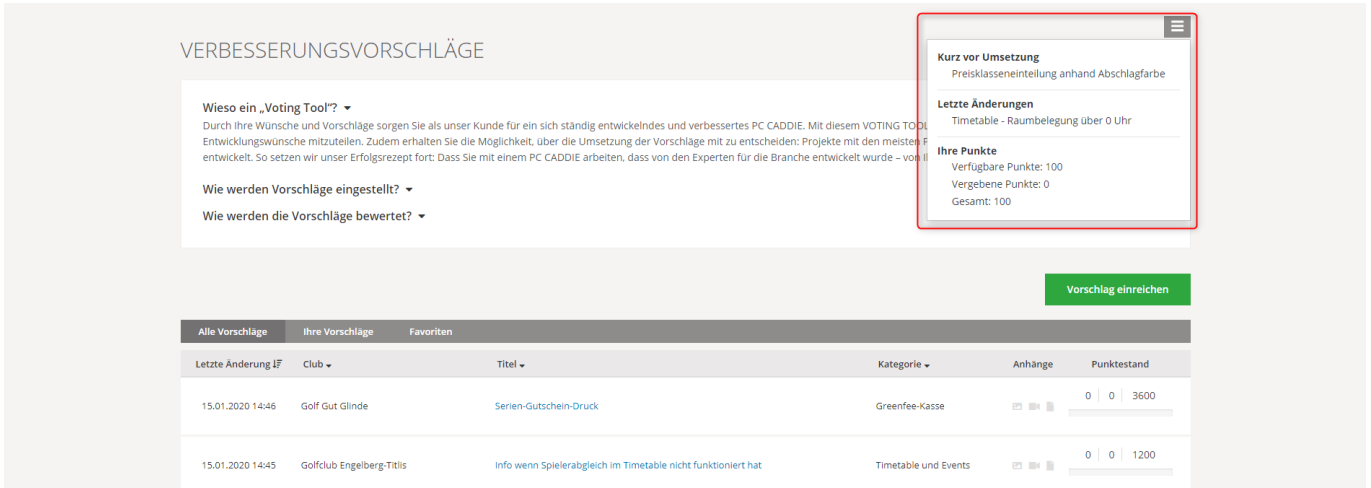 VERBESSERUNGSVORSCHLÄGE
Kurz vor Umsetzung
Preisklasseneinteilung anhand Abschlagfarbe
Letzte Änderungen
Timetable - Raumbelegung über 0 Uhr
Ihre Punkte
Verfügbare Punkte: 100
Vergebene Punkte: 0
Gesamt: 100
Wieso ein „Voting Tool“?
Durch Ihre Wünsche und Vorschläge sorgen Sie als unser Kunde für ein sich ständig entwickelndes und verbessertes PC CADDIE. Mit diesem VOTING TOOL
Entwicklungswünsche mitzuteilen. Zudem erhalten Sie die Möglichkeit, über die Umsetzung der Vorschläge mit zu entscheiden: Projekte mit den meisten
entwickelt. So setzen wir unser Erfolgsrezept fort: Dass Sie mit einem PC CADDIE arbeiten, dass von den Experten für die Branche entwickelt wurde – von
Wie werden Vorschläge eingestellt?
Wie werden die Vorschläge bewertet?
Vorschlag einreichen
Alle Vorschläge Ihre Vorschläge Favoriten
Letzte Änderung Club Titel Kategorie Anhänge Punktestand
15.01.2020 14:46 Golf Gut Glinde Serien-Gutschein-Druck Greenfee-Kasse 0 0 3600
15.01.2020 14:45 Golfclub Engelberg-Titlis Info wenn Spielerabgleich im Timetable nicht funktioniert hat Timetable und Events 0 0 1200